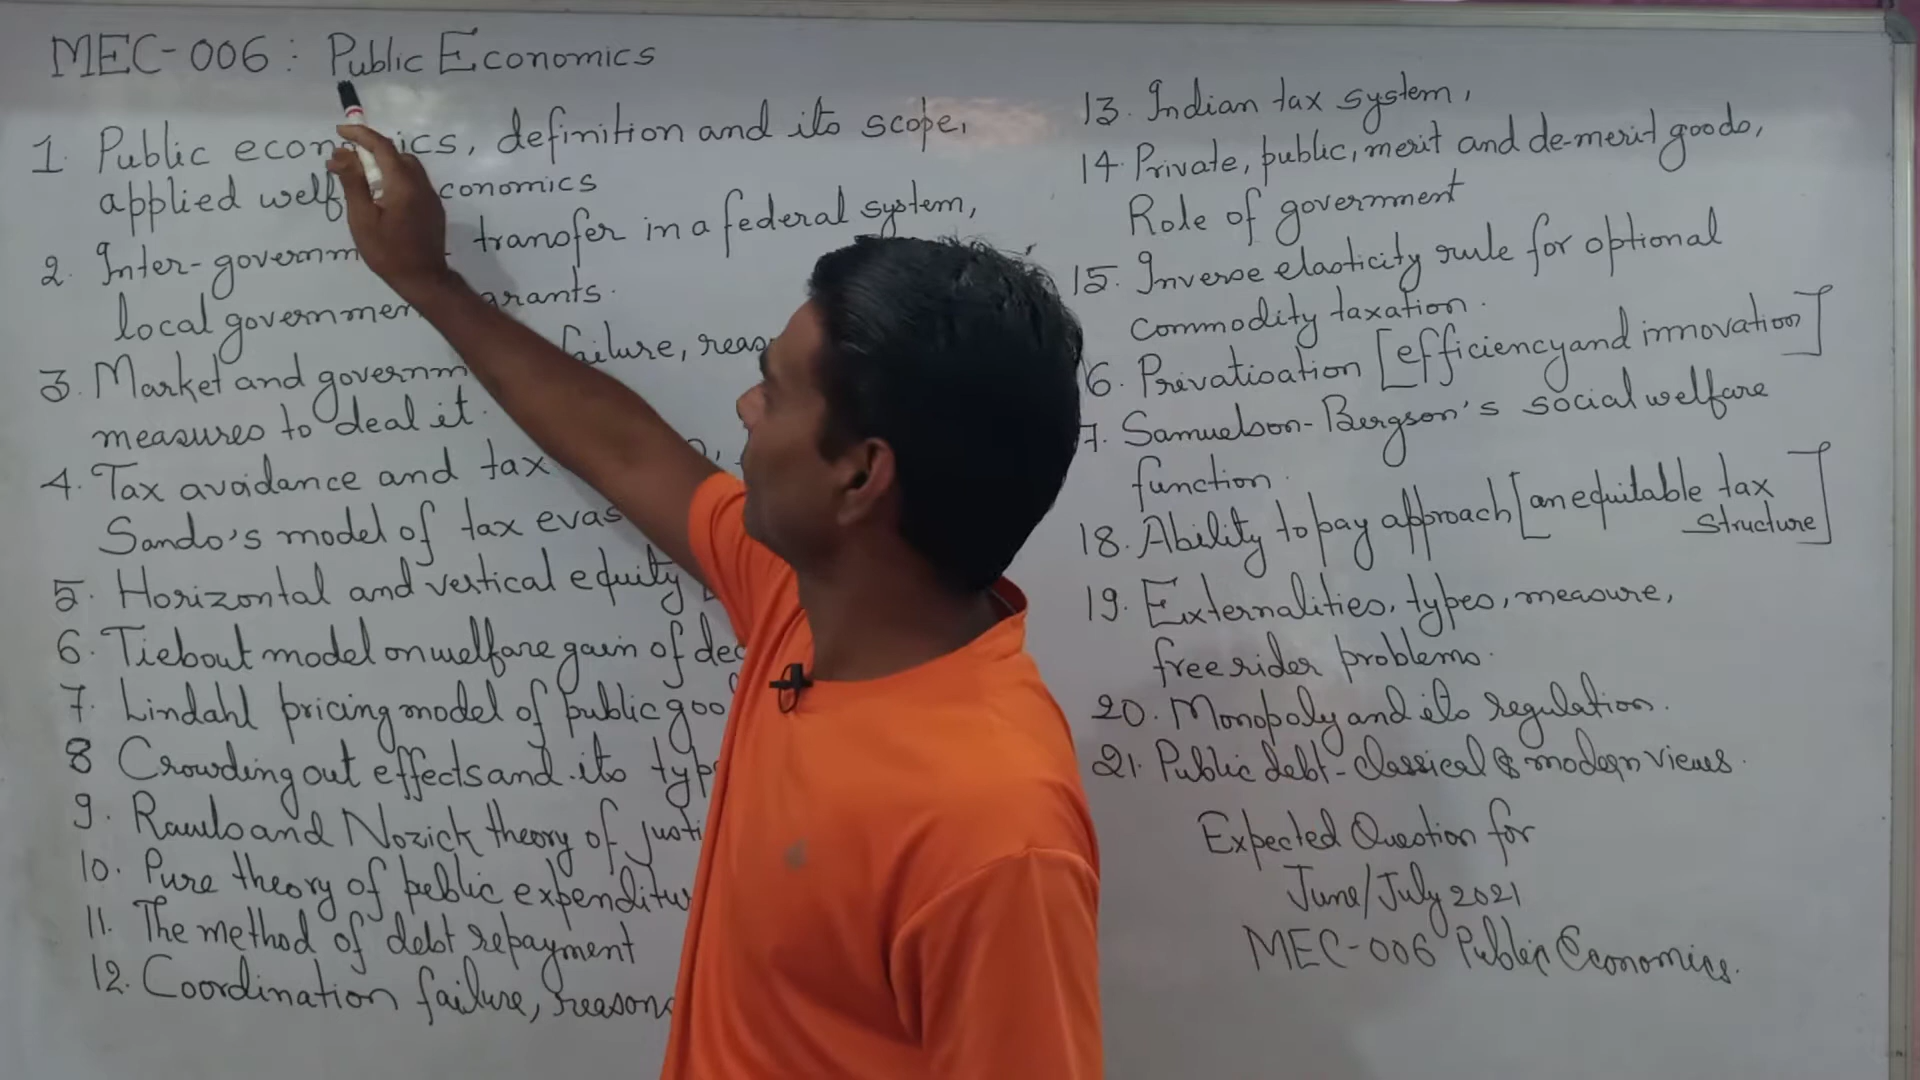 MEC-006 : Public Economics
1. Public economics, definition and its scope,
applied welf conomics
2. Inter-governm transfer in a federal system,
local government grants.
3. Market and governm failure, reas
measures to deal it.
4. Tax avoidance and tax
Sando's model of tax evas
5. Horizontal and vertical equity
6. Tiebout model on welfare gain of dec
7. Lindahl pricing model of public goo
8 Crowding out effects and its typ
9. Rawls and Nozick theory of justi
10. Pure theory of public expenditu
11. The method of debt repayment
12. Coordination failure, reason
13. Indian tax system,
14. Private, public, merit and de-merit goods,
Role of government
15. Inverse elasticity rule for optional
commodity taxation.
6. Privatisation [efficiency and innovation]
7. Samuelson-Bergson's social welfare
function.
18. Ability to pay approach [an equitable tax
structure]
19. Externalities, types, measure,
free rider problems.
20. Monopoly and its regulation.
21. Public debt - classical & modern views.
Expected Question for
June/July 2021
MEC-006 Public Economics.